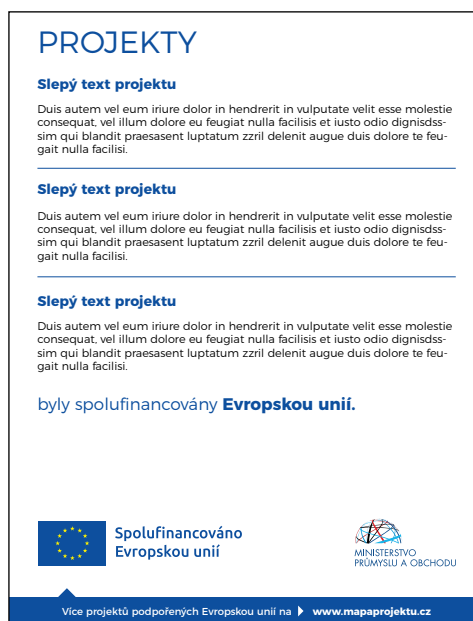 PROJEKTY
Slepý text projektu
Duis autem vel eum iriure dolor in hendrerit in vulputate velit esse molestie
consequat, vel illum dolore eu feugiat nulla facilisis et iusto odio dignisdss-
sim qui blandit praesasent luptatum zzril delenit augue duis dolore te feu-
gait nulla facilisi.
Slepý text projektu
Duis autem vel eum iriure dolor in hendrerit in vulputate velit esse molestie
consequat, vel illum dolore eu feugiat nulla facilisis et iusto odio dignisdss-
sim qui blandit praesasent luptatum zzril delenit augue duis dolore te feu-
gait nulla facilisi.
Slepý text projektu
Duis autem vel eum iriure dolor in hendrerit in vulputate velit esse molestie
consequat, vel illum dolore eu feugiat nulla facilisis et iusto odio dignisdss-
sim qui blandit praesasent luptatum zzril delenit augue duis dolore te feu-
gait nulla facilisi.
byly spolufinancovány Evropskou unií.
Spolufinancováno
Evropskou unií
MINISTERSTVO
PRŮMYSLU A OBCHODU
Více projektů podpořených Evropskou unií na www.mapaprojektu.cz